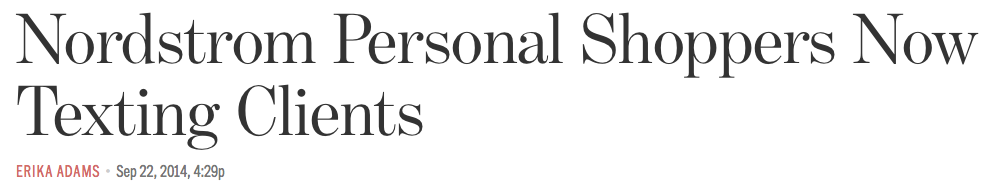 Nordstrom Personal Shoppers Now
Texting Clients
ERIKA ADAMS • Sep 22, 2014, 4:29p